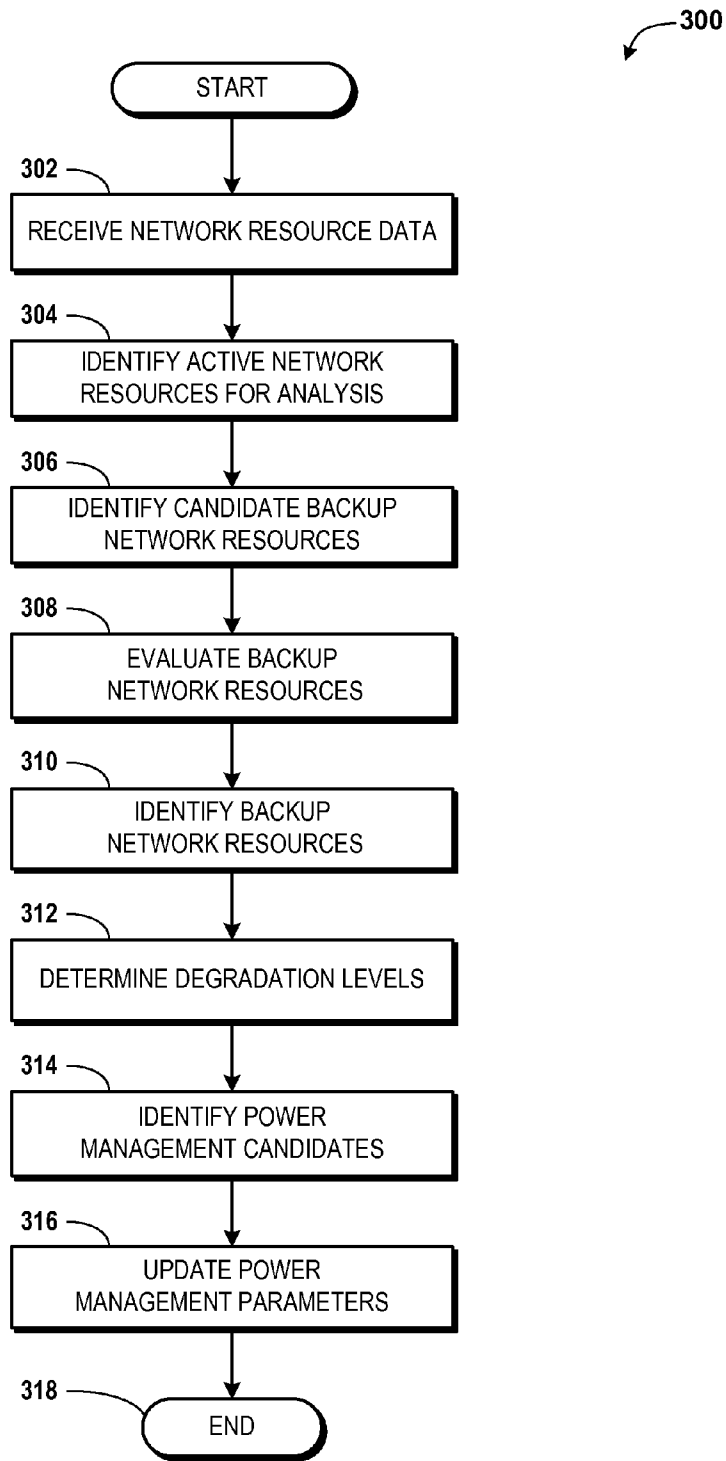 300
START
302
RECEIVE NETWORK RESOURCE DATA
304
IDENTIFY ACTIVE NETWORK
RESOURCES FOR ANALYSIS
306
IDENTIFY CANDIDATE BACKUP
NETWORK RESOURCES
308
EVALUATE BACKUP
NETWORK RESOURCES
310
IDENTIFY BACKUP
NETWORK RESOURCES
312
DETERMINE DEGRADATION LEVELS
314
IDENTIFY POWER
MANAGEMENT CANDIDATES
316
UPDATE POWER
MANAGEMENT PARAMETERS
318
END